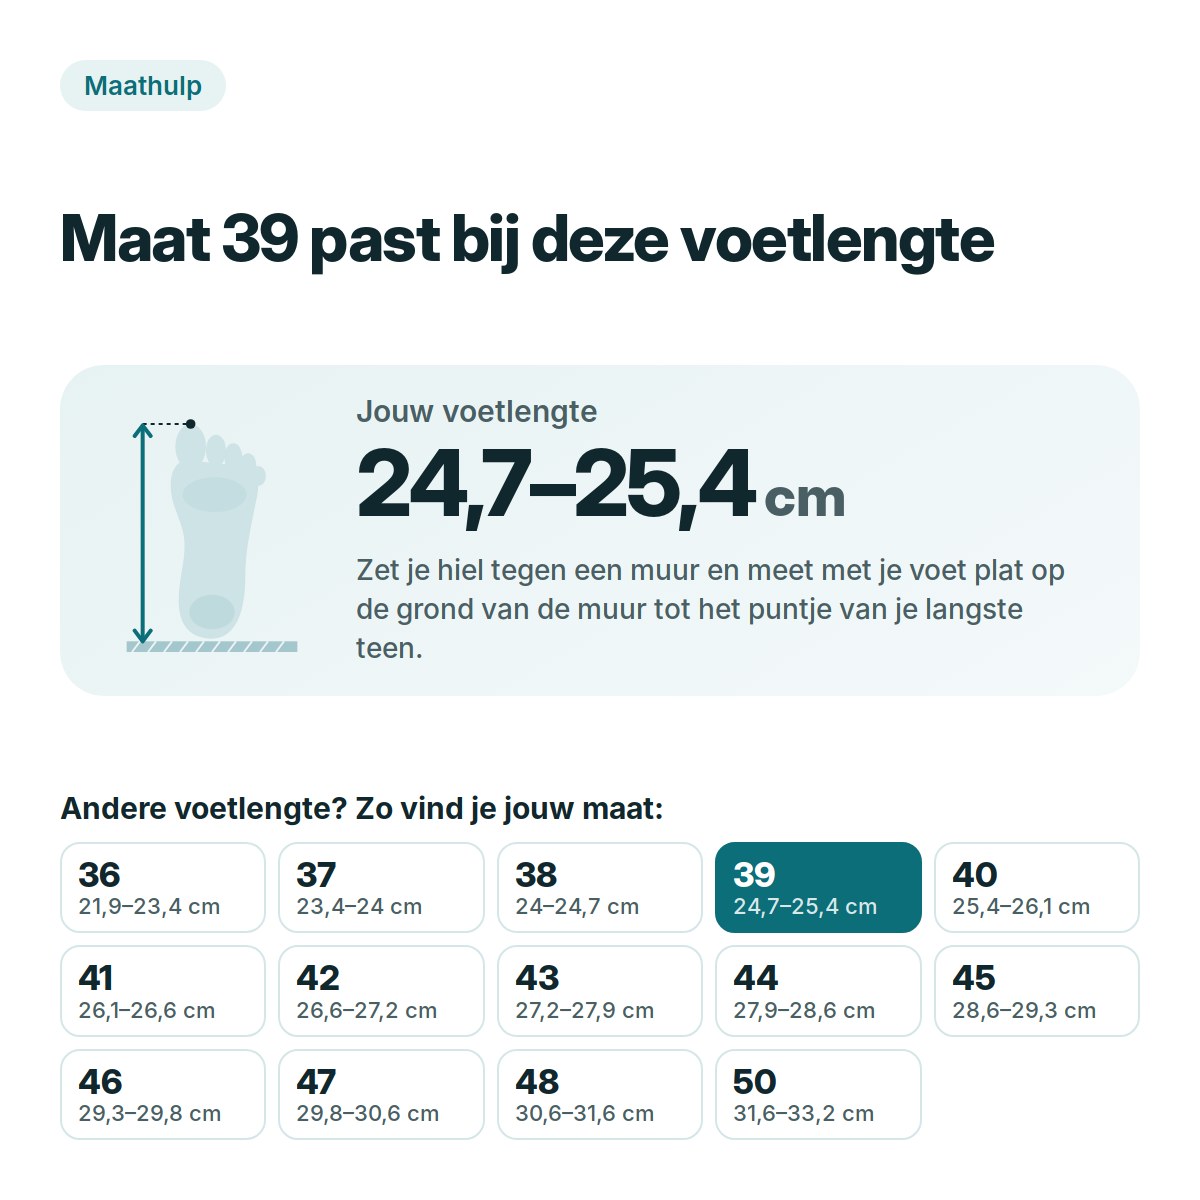 Maathulp
Maat 39 past bij deze voetlengte
Jouw voetlengte
24,7–25,4 cm
Zet je hiel tegen een muur en meet met je voet plat op
de grond van de muur tot het puntje van je langste
teen.
Andere voetlengte? Zo vind je jouw maat:
36
21,9–23,4 cm
37
23,4–24 cm
38
24–24,7 cm
39
24,7–25,4 cm
40
25,4–26,1 cm
41
26,1–26,6 cm
42
26,6–27,2 cm
43
27,2–27,9 cm
44
27,9–28,6 cm
45
28,6–29,3 cm
46
29,3–29,8 cm
47
29,8–30,6 cm
48
30,6–31,6 cm
50
31,6–33,2 cm